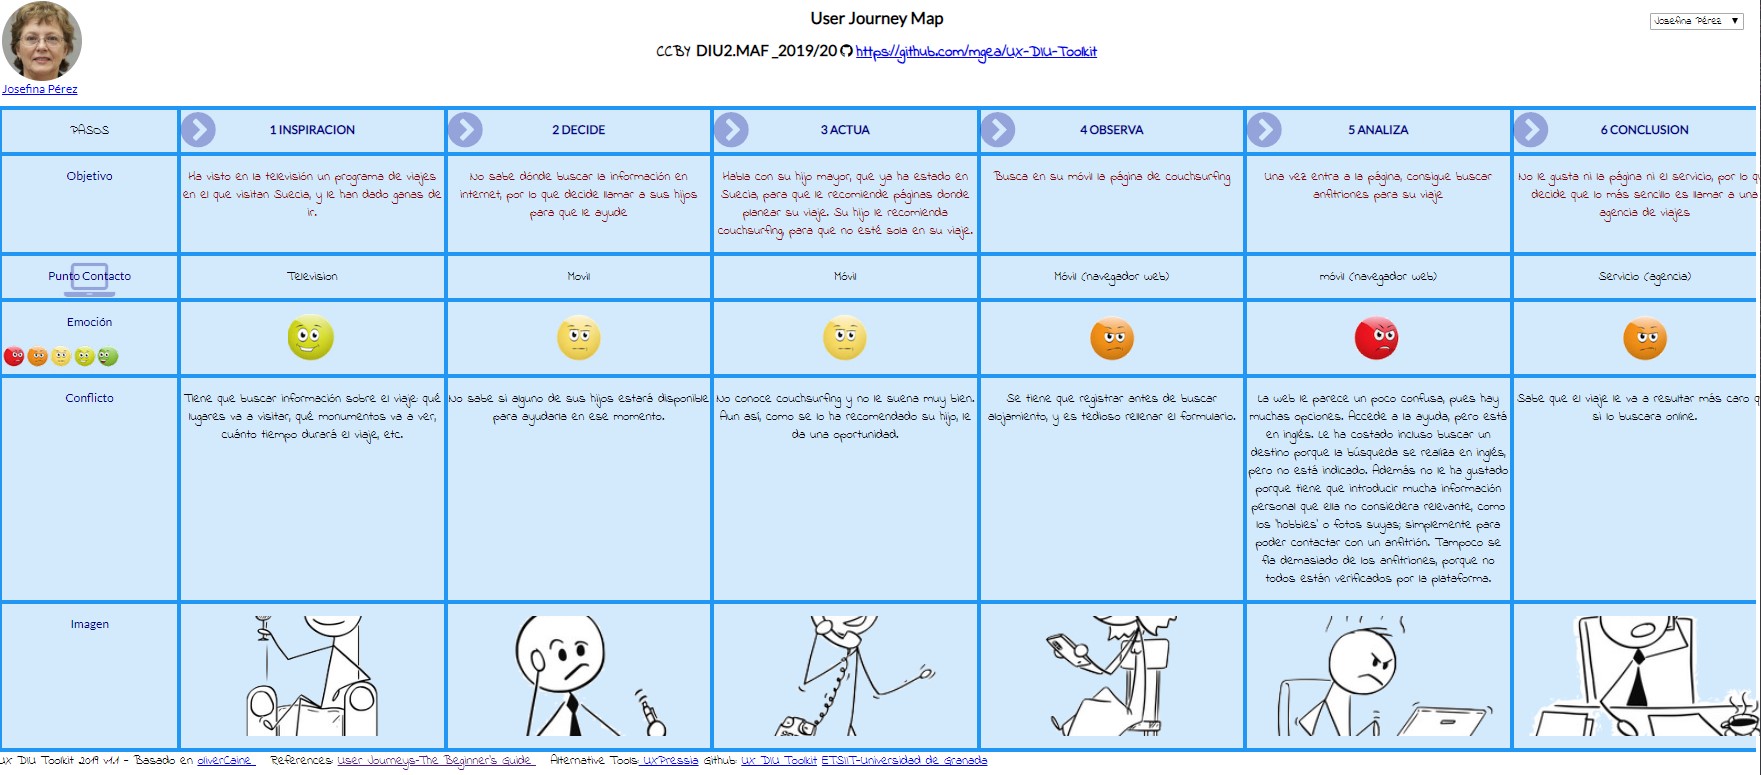 User Journey Map
Josefina Pérez ▼
CCBY DIU2.MAF_2019/20 https://github.com/mgea/UX-DIU-Toolkit
Josefina Pérez
PASOS
1 INSPIRACION
2 DECIDE
3 ACTUA
4 OBSERVA
5 ANALIZA
6 CONCLUSION
Objetivo
Ha visto en la televisión un programa de viajes
en el que visitan Suecia, y le han dado ganas de
ir.
No sabe dónde buscar la información en
internet, por lo que decide llamar a sus hijos
para que le ayude
Habla con su hijo mayor, que ya ha estado en
Suecia, para que le recomiende páginas donde
planear su viaje. Su hijo le recomienda
couchsurfing, para que no esté sola en su viaje.
Busca en su móvil la página de couchsurfing
Una vez entra a la página, consigue buscar
anfitriones para su viaje
No le gusta ni la página ni el servicio, por lo q
decide que lo más sencillo es llamar a una
agencia de viajes
Punto Contacto
Television
Movil
Móvil
Móvil (navegador web)
móvil (navegador web)
Servicio (agencia)
Emoción
Conflicto
Tiene que buscar información sobre el viaje: qué
lugares va a visitar, qué monumentos va a ver,
cuánto tiempo durará el viaje, etc.
No sabe si alguno de sus hijos estará disponible
para ayudarla en ese momento.
No conoce couchsurfing y no le suena muy bien.
Aun así, como se lo ha recomendado su hijo, le
da una oportunidad.
Se tiene que registrar antes de buscar
alojamiento, y es tedioso rellenar el formulario.
La web le parece un poco confusa, pues hay
muchas opciones. Accede a la ayuda, pero está
en inglés. Le ha costado incluso buscar un
destino porque la búsqueda se realiza en inglés,
pero no está indicado. Además no le ha gustado
porque tiene que introducir mucha información
personal que ella no consiedera relevante, como
los 'hobbies' o fotos suyas; simplemente para
poder contactar con un anfitrión. Tampoco se
fía demasiado de los anfitriones, porque no
todos están verificados por la plataforma.
Sabe que el viaje le va a resultar más caro q
si lo buscara online.
Imagen
UX DIU Toolkit 2019 v1.1 - Basado en oliverCaine References: User Journeys-The Beginner's Guide Alternative Tools: UXPressia Github: UX DIU Toolkit ETSIIT-Universidad de Granada